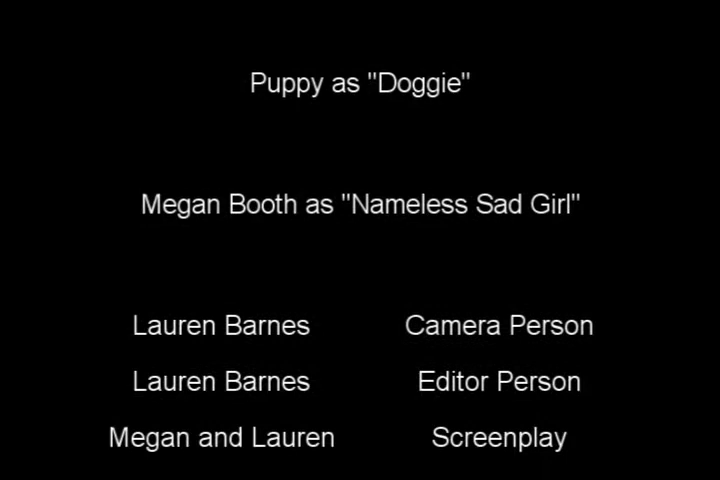 Puppy as "Doggie"
Megan Booth as "Nameless Sad Girl"
Lauren Barnes Camera Person
Lauren Barnes Editor Person
Megan and Lauren Screenplay